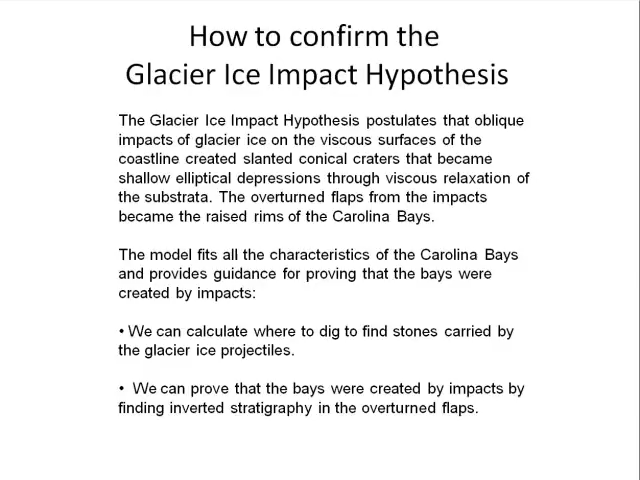 How to confirm the
Glacier Ice Impact Hypothesis
The Glacier Ice Impact Hypothesis postulates that oblique
impacts of glacier ice on the viscous surfaces of the
coastline created slanted conical craters that became
shallow elliptical depressions through viscous relaxation of
the substrata. The overturned flaps from the impacts
became the raised rims of the Carolina Bays.
The model fits all the characteristics of the Carolina Bays
and provides guidance for proving that the bays were
created by impacts:
• We can calculate where to dig to find stones carried by
the glacier ice projectiles.
• We can prove that the bays were created by impacts by
finding inverted stratigraphy in the overturned flaps.